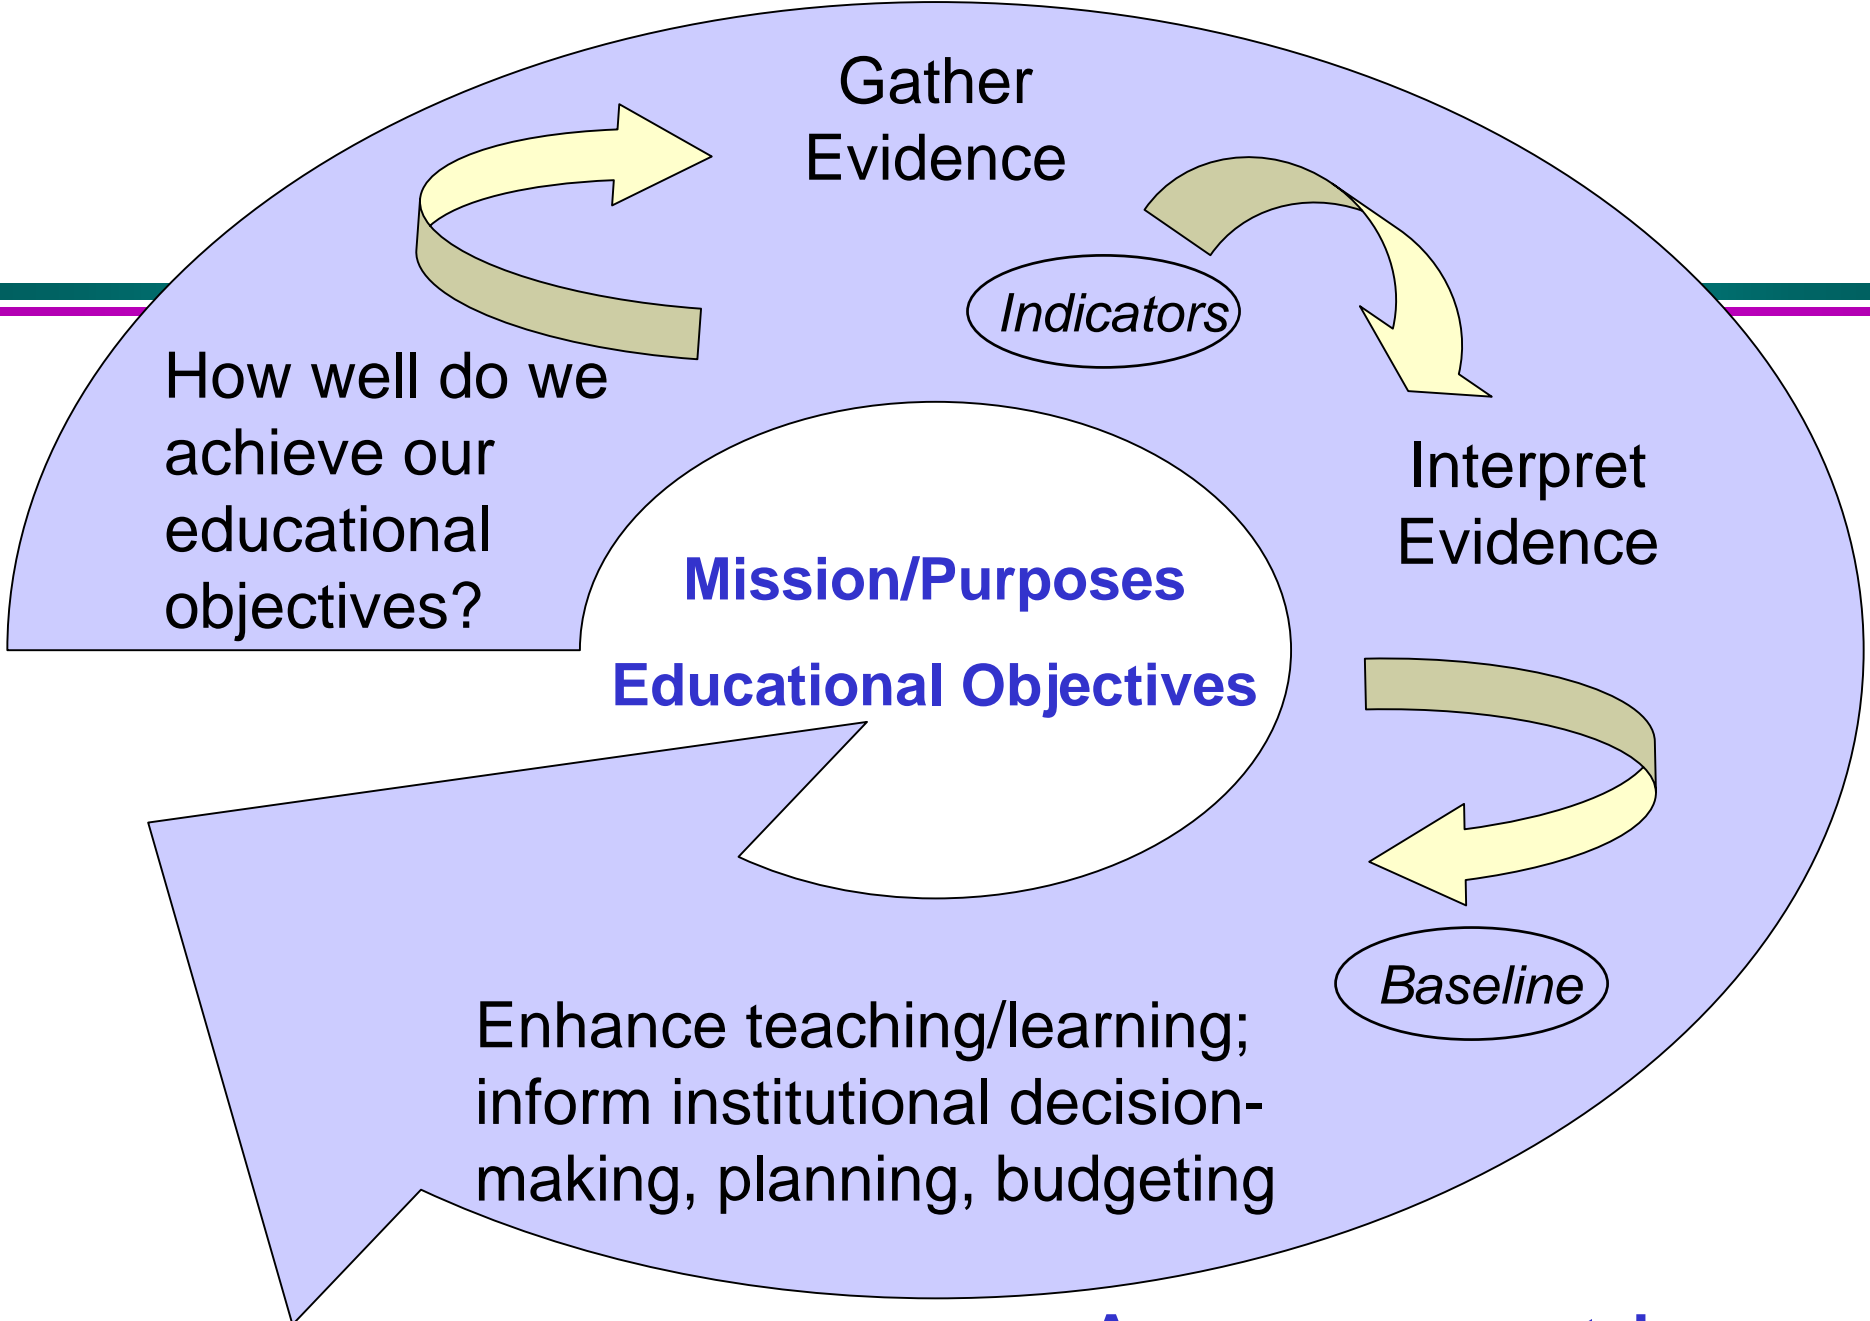 Gather
Evidence
Indicators
How well do we
achieve our
educational
objectives?
Interpret
Evidence
Mission/Purposes
Educational Objectives
Baseline
Enhance teaching/learning;
inform institutional decision-
making, planning, budgeting